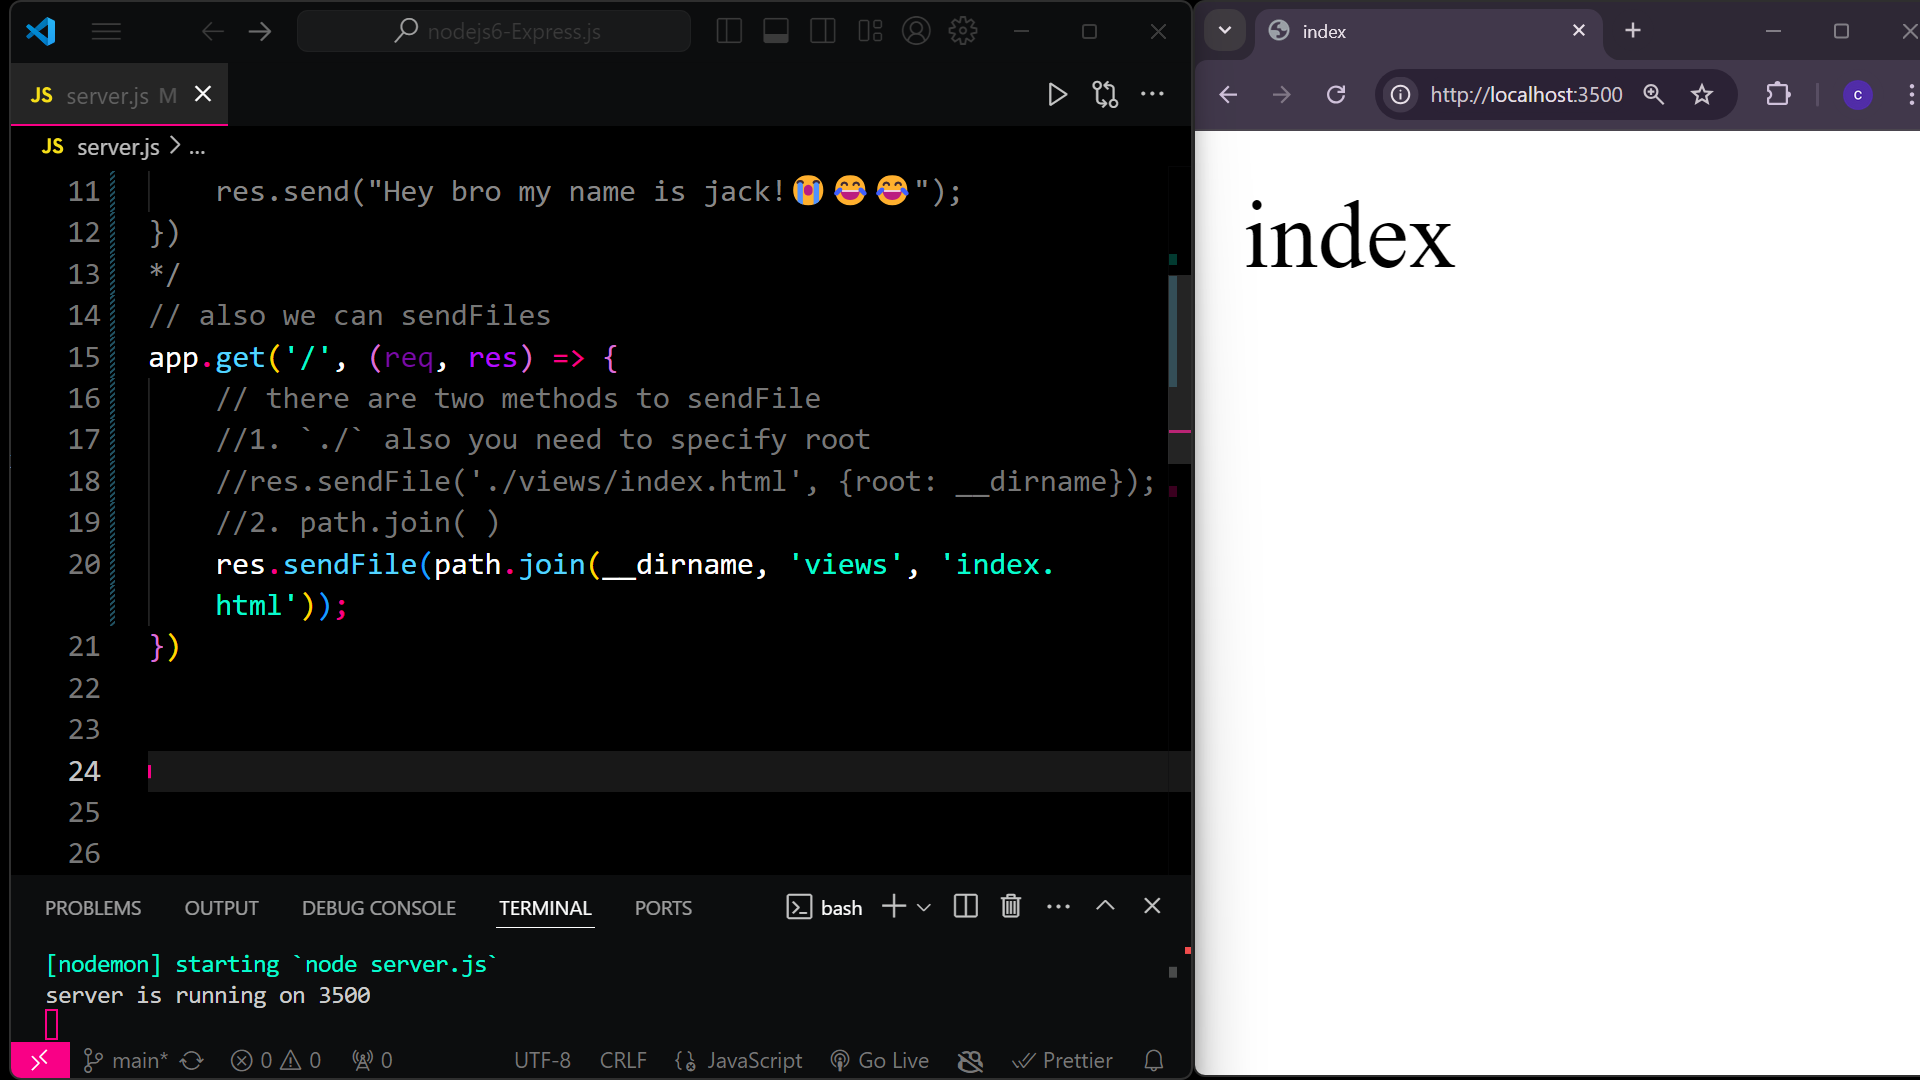 nodejs6-Express.js
JS server.js M
JS server.js > ...
11 res.send("Hey bro my name is jack!😭😂😂");
12 })
13 */
14 // also we can sendFiles
15 app.get('/', (req, res) => {
16 // there are two methods to sendFile
17 //1. `./` also you need to specify root
18 //res.sendFile('./views/index.html', {root: __dirname});
19 //2. path.join( )
20 res.sendFile(path.join(__dirname, 'views', 'index.
html'));
21 })
22
23
24
25
26
PROBLEMS OUTPUT DEBUG CONSOLE TERMINAL PORTS bash
[nodemon] starting `node server.js`
server is running on 3500
main* 0 0 0 UTF-8 CRLF JavaScript Go Live Prettier
index
http://localhost:3500
c
index